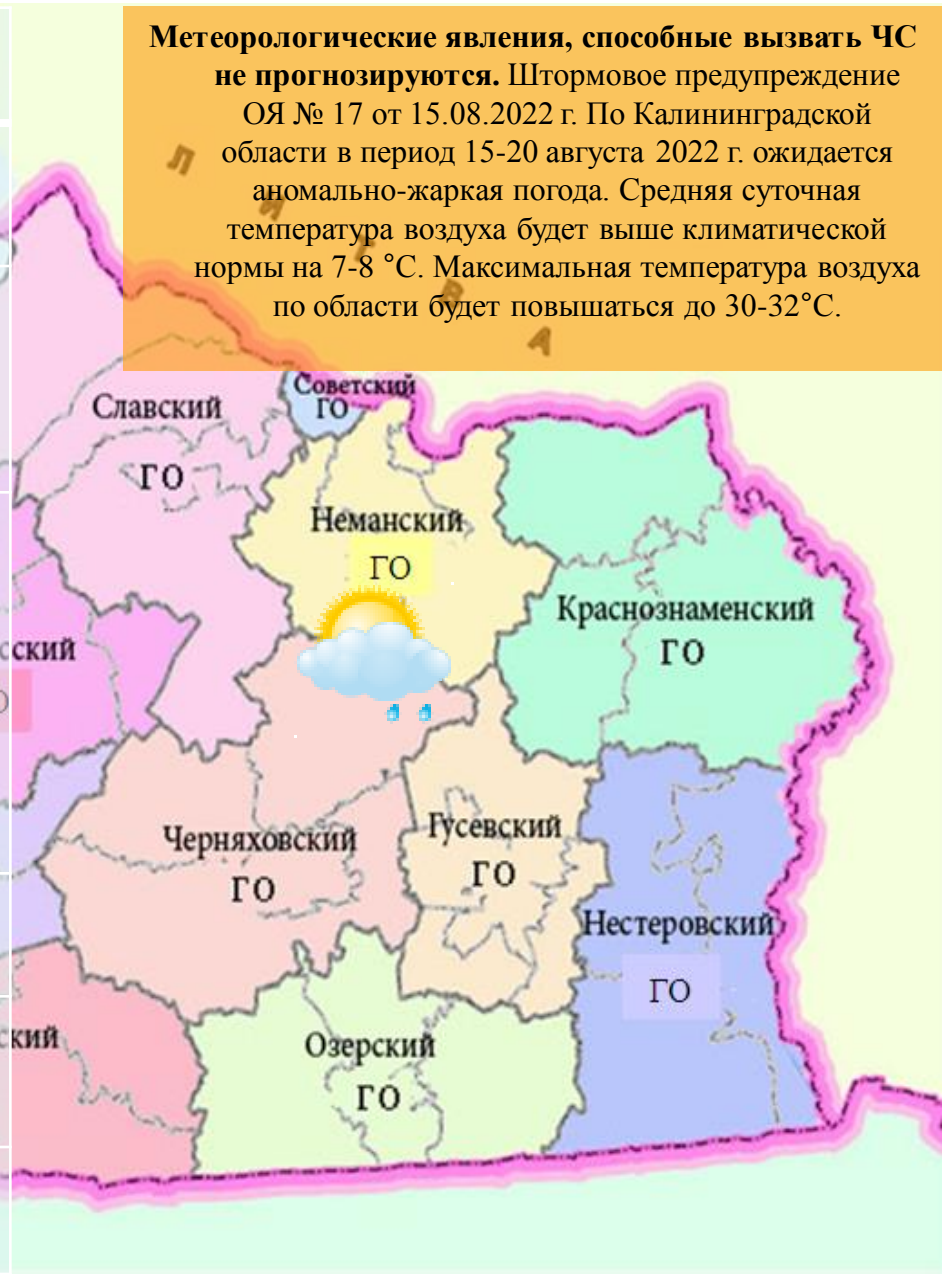 Метеорологические явления, способные вызвать ЧС
не прогнозируются. Штормовое предупреждение
ОЯ № 17 от 15.08.2022 г. По Калининградской
области в период 15-20 августа 2022 г. ожидается
аномально-жаркая погода. Средняя суточная
температура воздуха будет выше климатической
нормы на 7-8 °С. Максимальная температура воздуха
по области будет повышаться до 30-32°С.
ЛИТВА
Советский
ГО
Славский
ГО
Неманский
ГО
Краснознаменский
ГО
сский
О
Черняховский
ГО
Гусевский
ГО
Нестеровский
ГО
кий
Озерский
ГО